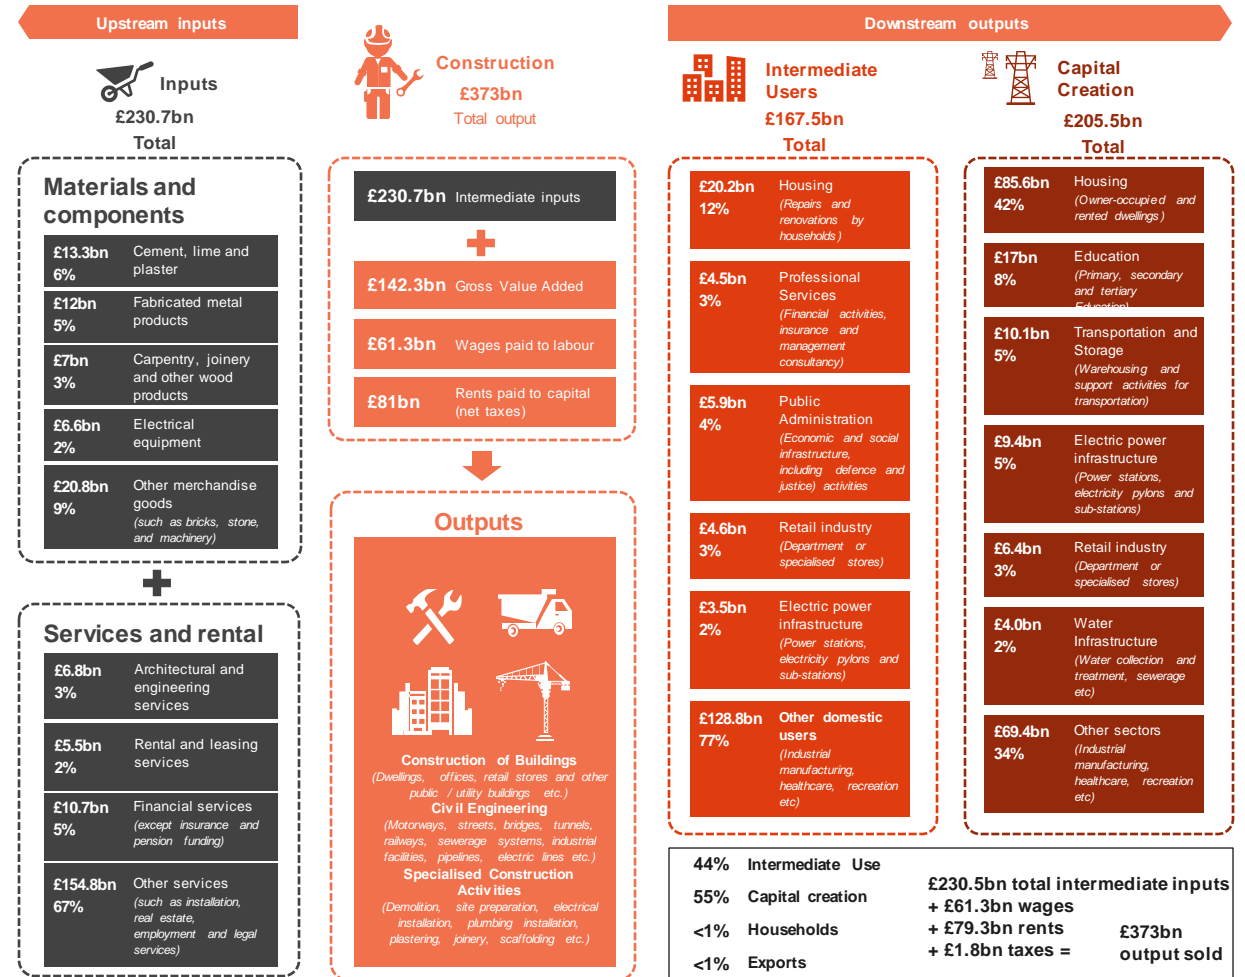 Upstream inputs
Inputs
£230.7bn
Total
Materials and
components
£13.3bn
6%
Cement, lime and
plaster
£12bn
5%
Fabricated metal
products
£7bn
3%
Carpentry, joinery
and other wood
products
£6.6bn
2%
Electrical
equipment
£20.8bn
9%
Other merchandise
goods
(such as bricks, stone,
and machinery)
Services and rental
£6.8bn
3%
Architectural and
engineering
services
£5.5bn
2%
Rental and leasing
services
£10.7bn
5%
Financial services
(except insurance and
pension funding)
£154.8bn
67%
Other services
(such as installation,
real estate,
employment and legal
services)
Construction
£373bn
Total output
£230.7bn Intermediate inputs
£142.3bn Gross Value Added
£61.3bn Wages paid to labour
£81bn
Rents paid to capital
(net taxes)
Outputs
Construction of Buildings
(Dwellings, offices, retail stores and other
public / utility buildings etc.)
Civil Engineering
(Motorways, streets, bridges, tunnels,
railways, sewerage systems, industrial
facilities, pipelines, electric lines etc.)
Specialised Construction
Activities
(Demolition, site preparation, electrical
installation, plumbing installation,
plastering, joinery, scaffolding etc.)
Downstream outputs
Intermediate
Users
£167.5bn
Total
£20.2bn
12%
Housing
(Repairs and
renovations by
households)
£4.5bn
3%
Professional
Services
(Financial activities,
insurance and
management
consultancy)
£5.9bn
4%
Public
Administration
(Economic and social
infrastructure,
including defence and
justice) activities
£4.6bn
3%
Retail industry
(Department or
specialised stores)
£3.5bn
2%
Electric power
infrastructure
(Power stations,
electricity pylons and
sub-stations)
£128.8bn
77%
Other domestic
users
(Industrial
manufacturing,
healthcare, recreation
etc)
Capital
Creation
£205.5bn
Total
£85.6bn
42%
Housing
(Owner-occupied and
rented dwellings)
£17bn
8%
Education
(Primary, secondary
and tertiary
Education)
£10.1bn
5%
Transportation and
Storage
(Warehousing and
support activities for
transportation)
£9.4bn
5%
Electric power
infrastructure
(Power stations,
electricity pylons and
sub-stations)
£6.4bn
3%
Retail industry
(Department or
specialised stores)
£4.0bn
2%
Water
Infrastructure
(Water collection and
treatment, sewerage
etc)
£69.4bn
34%
Other sectors
(Industrial
manufacturing,
healthcare, recreation
etc)
44% Intermediate Use
55% Capital creation
<1% Households
<1% Exports
£230.5bn total intermediate inputs
+ £61.3bn wages
+ £79.3bn rents
+ £1.8bn taxes =
£373bn
output sold